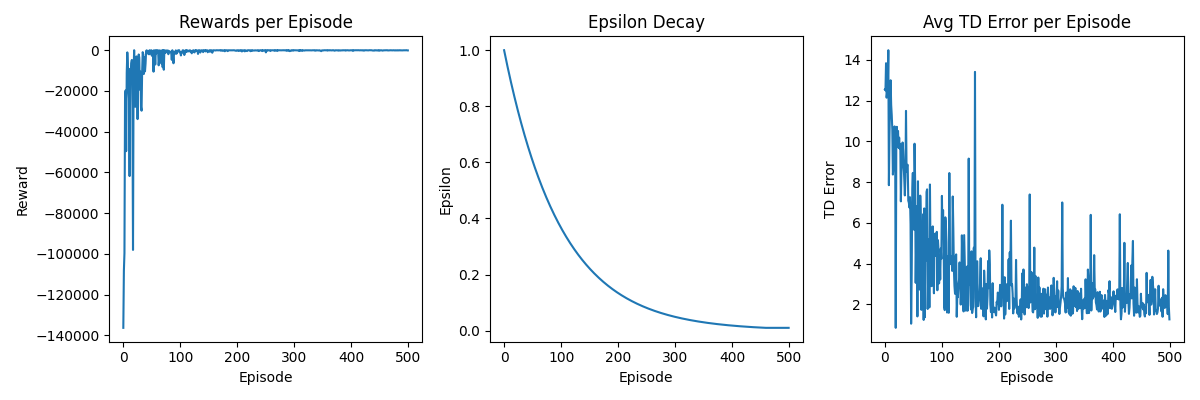 Rewards per Episode
0
−20000
−40000
−60000
−80000
−100000
−120000
−140000
Reward
0 100 200 300 400 500
Episode
Epsilon Decay
1.0
0.8
0.6
0.4
0.2
0.0
Epsilon
0 100 200 300 400 500
Episode
Avg TD Error per Episode
14
12
10
8
6
4
2
TD Error
0 100 200 300 400 500
Episode